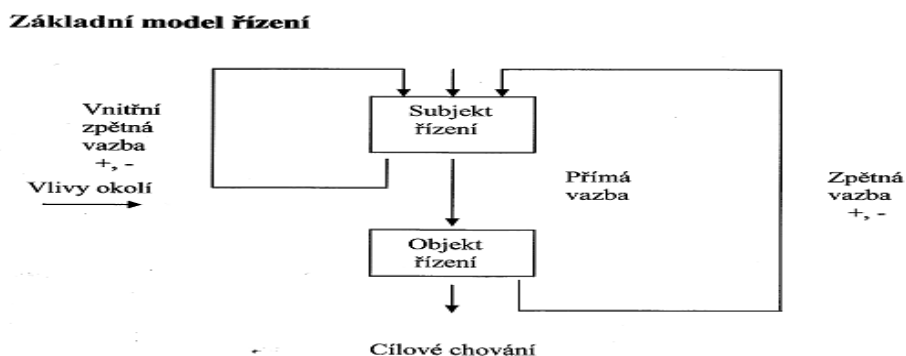 Základní model řízení
Vnitřní
zpětná
vazba
+, -
Vlivy okolí
Subjekt
řízení
Přímá
vazba
Zpětná
vazba
+, -
Objekt
řízení
Cílové chování